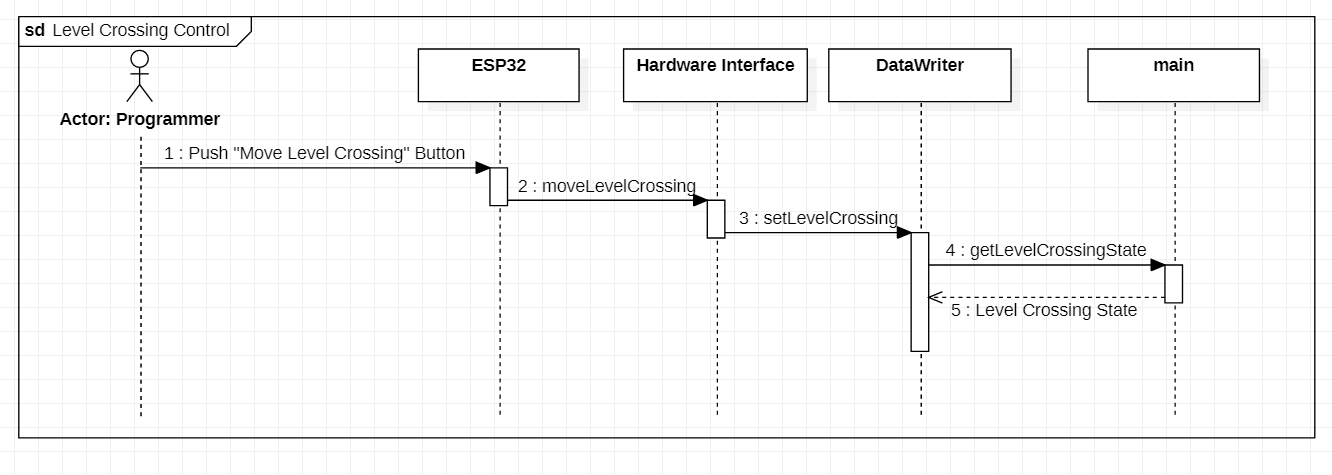 sd Level Crossing Control
ESP32
Hardware Interface
DataWriter
main
Actor: Programmer
1 : Push "Move Level Crossing" Button
2 : moveLevelCrossing
3 : setLevelCrossing
4 : getLevelCrossingState
5 : Level Crossing State